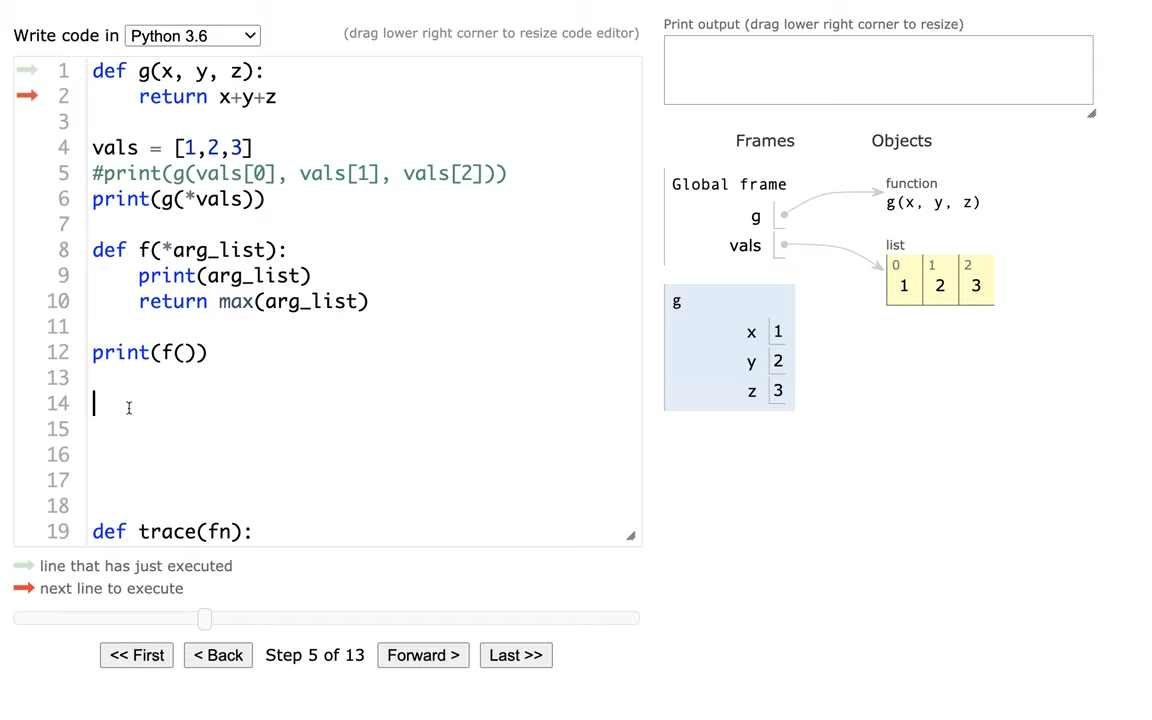 Write code in Python 3.6
(drag lower right corner to resize code editor)
1 def g(x, y, z):
2     return x+y+z
3
4 vals = [1,2,3]
5 #print(g(vals[0], vals[1], vals[2]))
6 print(g(*vals))
7
8 def f(*arg_list):
9     print(arg_list)
10     return max(arg_list)
11
12 print(f())
13
14
15
16
17
18
19 def trace(fn):
line that has just executed
next line to execute
<< First
< Back
Step 5 of 13
Forward >
Last >>
Print output (drag lower right corner to resize)
Frames
Objects
Global frame
g
vals
function
g(x, y, z)
list
0 1 2
1 2 3
g
x 1
y 2
z 3